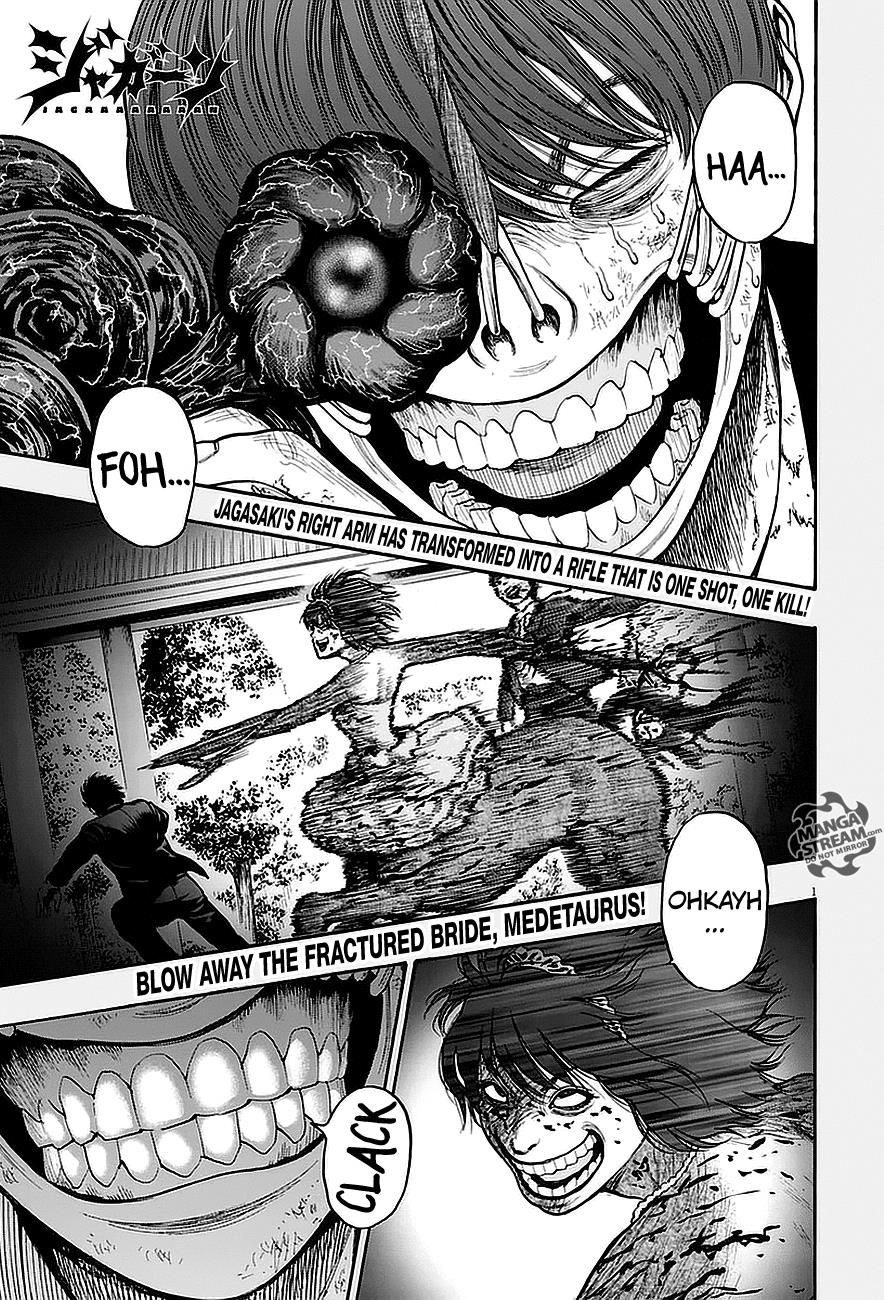 ジャガーン
JAGAAAAAAN
HAA...
FOH...
JAGASAKI'S RIGHT ARM HAS TRANSFORMED INTO A RIFLE THAT IS ONE SHOT, ONE KILL!
MANGA
STREAM.com
DO NOT MIRROR
1
OHKAYH
...
BLOW AWAY THE FRACTURED BRIDE, MEDETAURUS!
CLACK